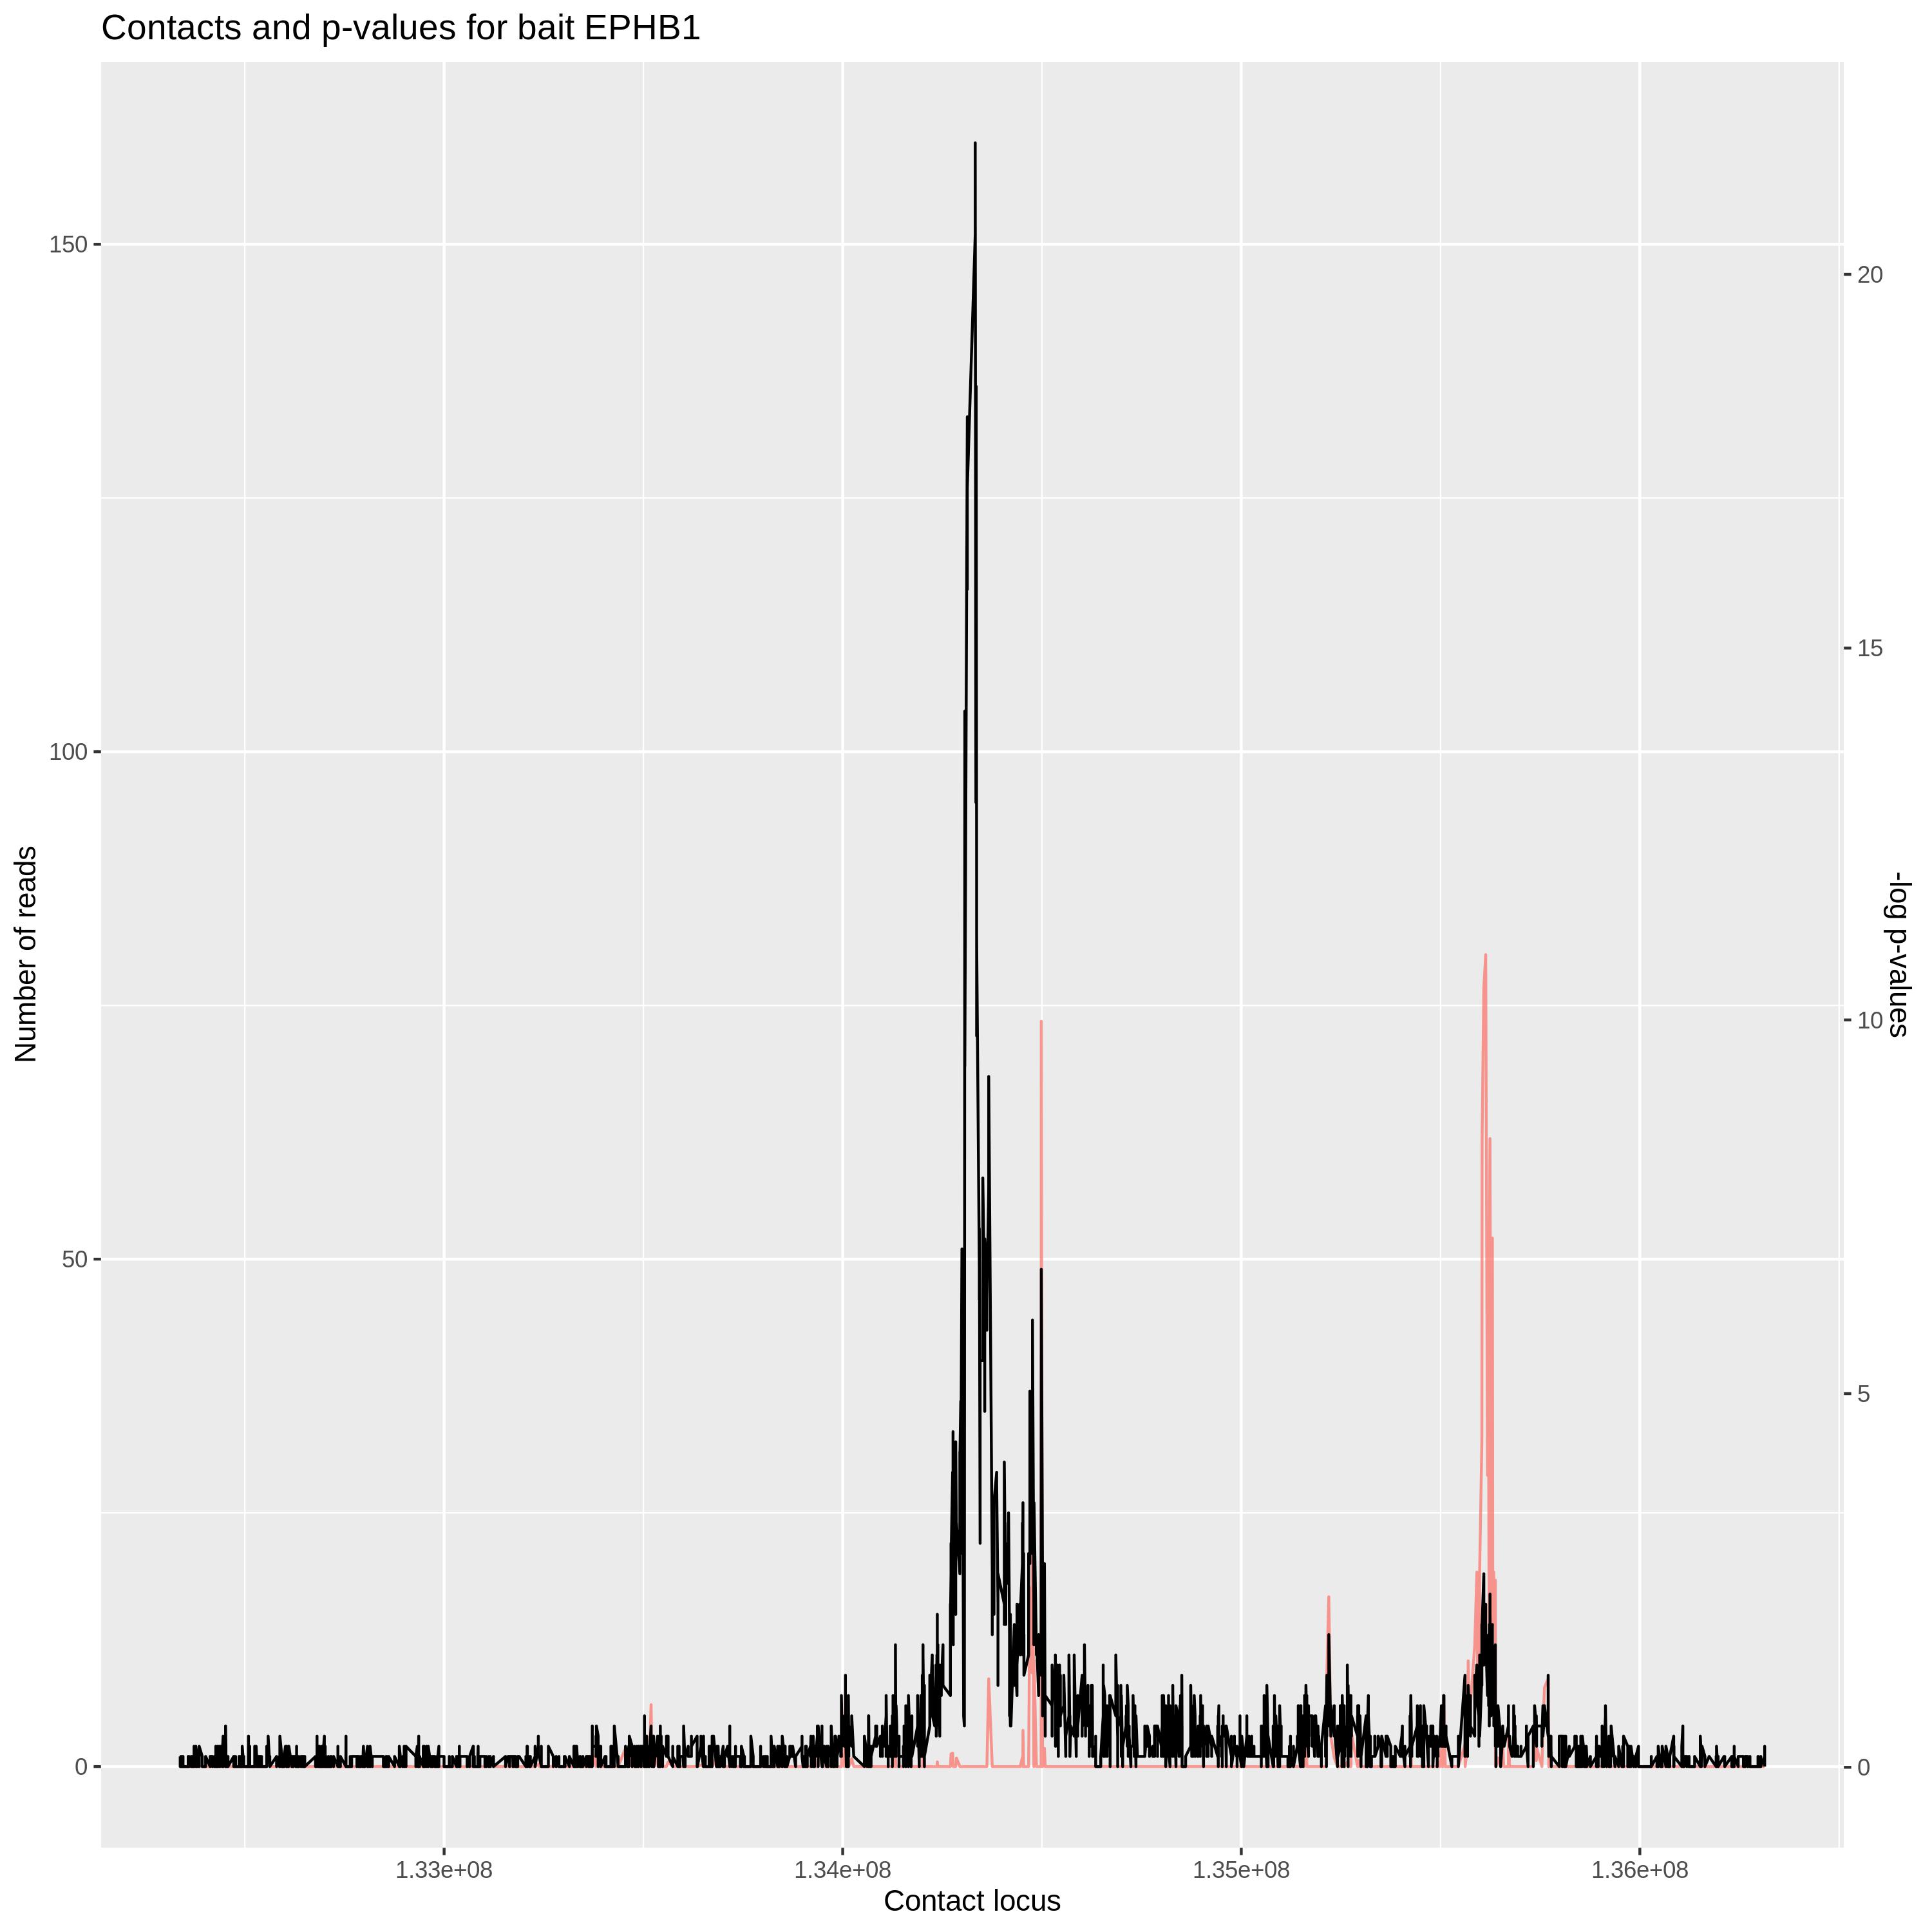 Contacts and p-values for bait EPHB1
Number of reads
150
100
50
0
20
15
10
5
0
-log p-values
1.33e+08
1.34e+08
1.35e+08
1.36e+08
Contact locus